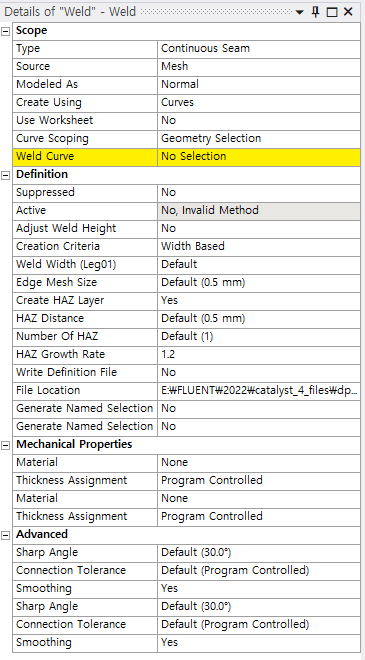 Details of "Weld" - Weld
Scope
Type Continuous Seam
Source Mesh
Modeled As Normal
Create Using Curves
Use Worksheet No
Curve Scoping Geometry Selection
Weld Curve No Selection
Definition
Suppressed No
Active No, Invalid Method
Adjust Weld Height No
Creation Criteria Width Based
Weld Width (Leg01) Default
Edge Mesh Size Default (0.5 mm)
Create HAZ Layer Yes
HAZ Distance Default (0.5 mm)
Number Of HAZ Default (1)
HAZ Growth Rate 1.2
Write Definition File No
File Location E:₩FLUENT₩2022₩catalyst_4_files₩dp...
Generate Named Selection No
Generate Named Selection No
Mechanical Properties
Material None
Thickness Assignment Program Controlled
Material None
Thickness Assignment Program Controlled
Advanced
Sharp Angle Default (30.0°)
Connection Tolerance Default (Program Controlled)
Smoothing Yes
Sharp Angle Default (30.0°)
Connection Tolerance Default (Program Controlled)
Smoothing Yes